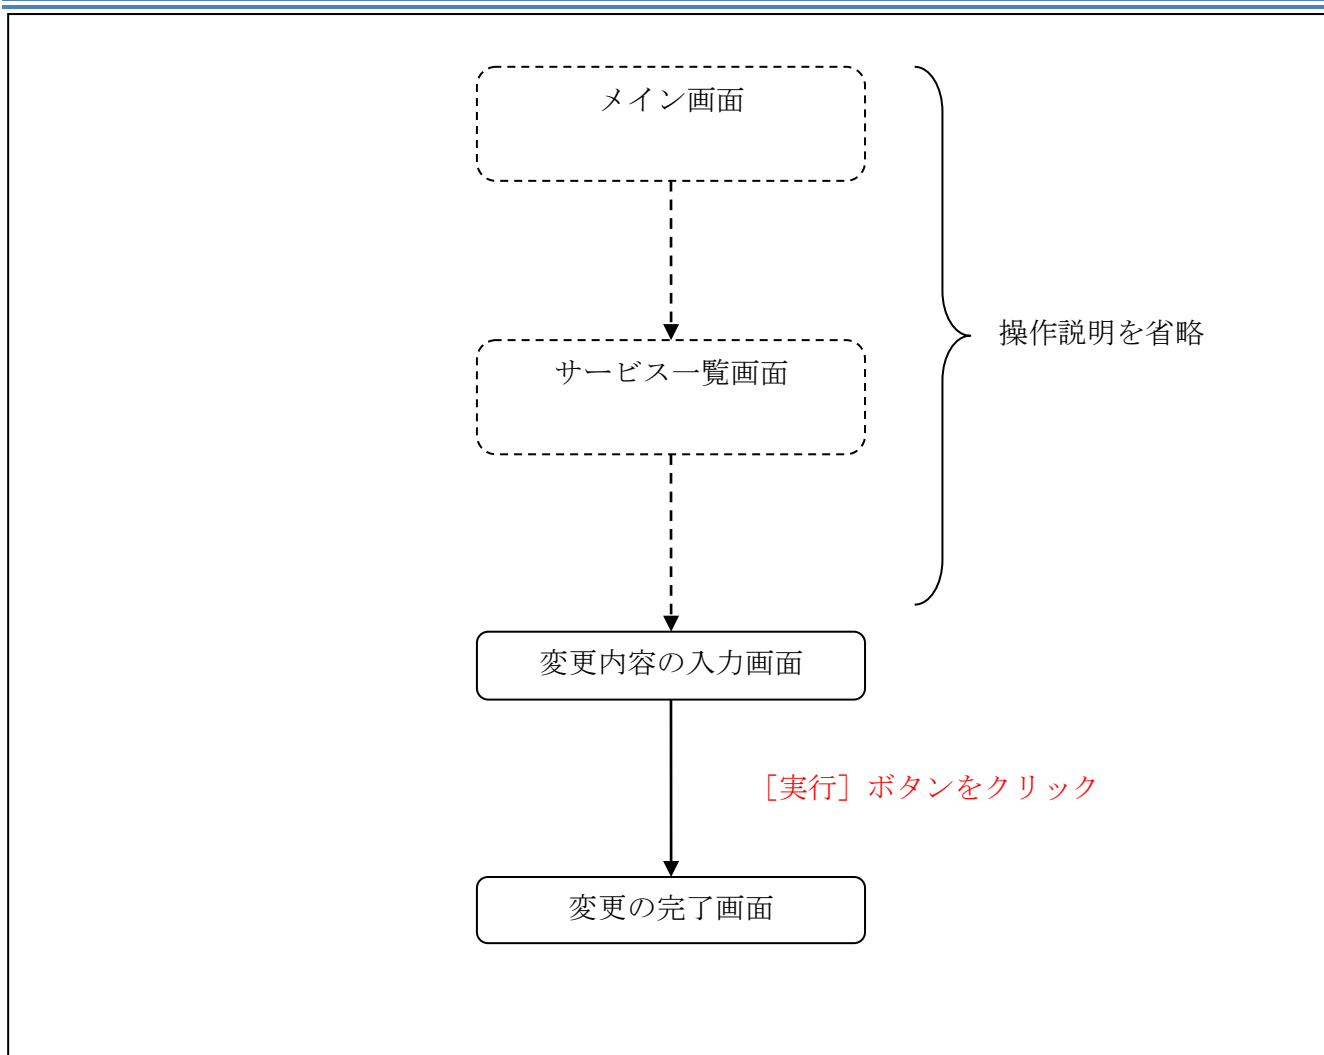 メイン画面
操作説明を省略
サービス一覧画面
変更内容の入力画面
［実行］ボタンをクリック
変更の完了画面